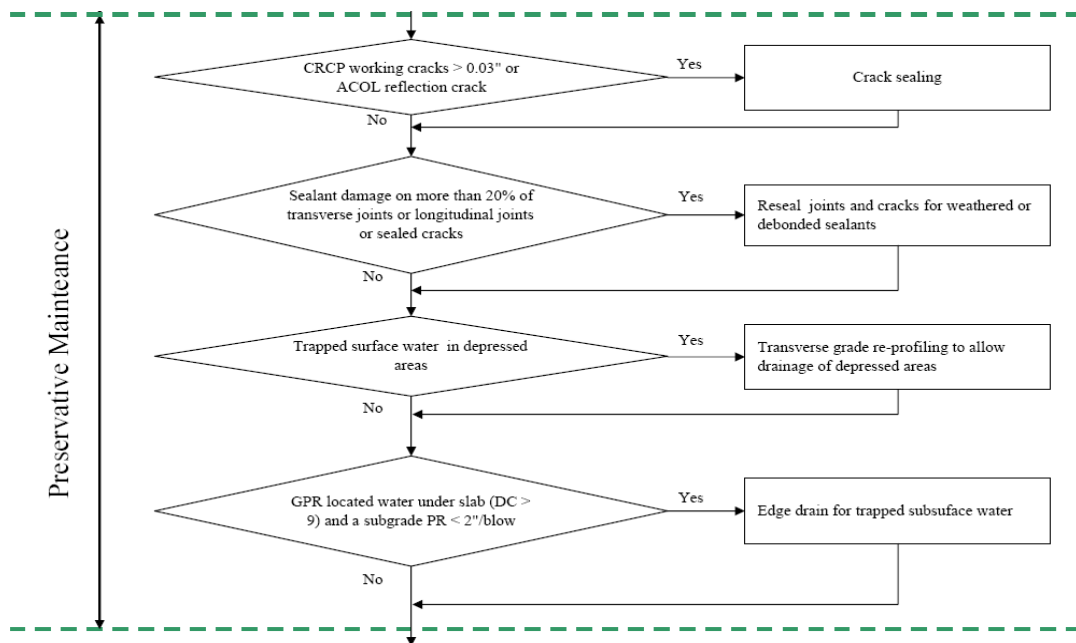 Preservative Mainteance
CRCP working cracks > 0.03" or
ACOL reflection crack
Yes
Crack sealing
No
Sealant damage on more than 20% of
transverse joints or longitudinal joints
or sealed cracks
Yes
Reseal joints and cracks for weathered or
debonded sealants
No
Trapped surface water in depressed
areas
Yes
Transverse grade re-profiling to allow
drainage of depressed areas
No
GPR located water under slab (DC >
9) and a subgrade PR < 2"/blow
Yes
Edge drain for trapped subsuface water
No